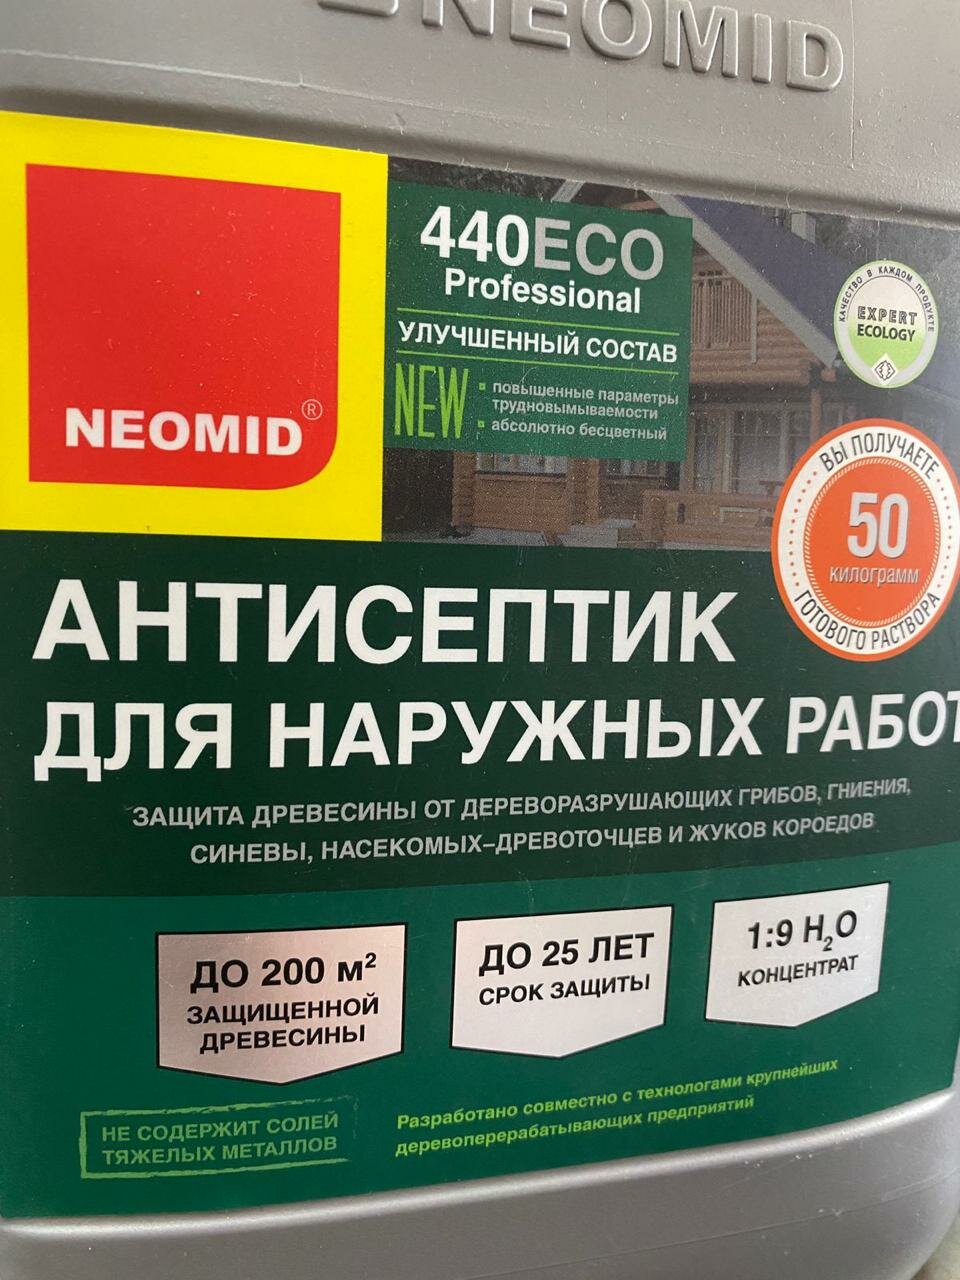 NEOMID
440ECO
Professional
УЛУЧШЕННЫЙ СОСТАВ
NEW
повышенные параметры
трудновымываемости
абсолютно бесцветный
NEOMID®
КАЧЕСТВО В КАЖДОМ ПРОДУКТЕ
EXPERT
ECOLOGY
ВЫ ПОЛУЧАЕТЕ
50
килограмм
ГОТОВОГО РАСТВОРА
АНТИСЕПТИК
ДЛЯ НАРУЖНЫХ РАБОТ
ЗАЩИТА ДРЕВЕСИНЫ ОТ ДЕРЕВОРАЗРУШАЮЩИХ ГРИБОВ, ГНИЕНИЯ,
СИНЕВЫ, НАСЕКОМЫХ-ДРЕВОТОЧЦЕВ И ЖУКОВ КОРОЕДОВ
ДО 200 м²
ЗАЩИЩЕННОЙ
ДРЕВЕСИНЫ
ДО 25 ЛЕТ
СРОК ЗАЩИТЫ
1:9 H₂O
КОНЦЕНТРАТ
НЕ СОДЕРЖИТ СОЛЕЙ
ТЯЖЕЛЫХ МЕТАЛЛОВ
Разработано совместно с технологами крупнейших
деревоперерабатывающих предприятий